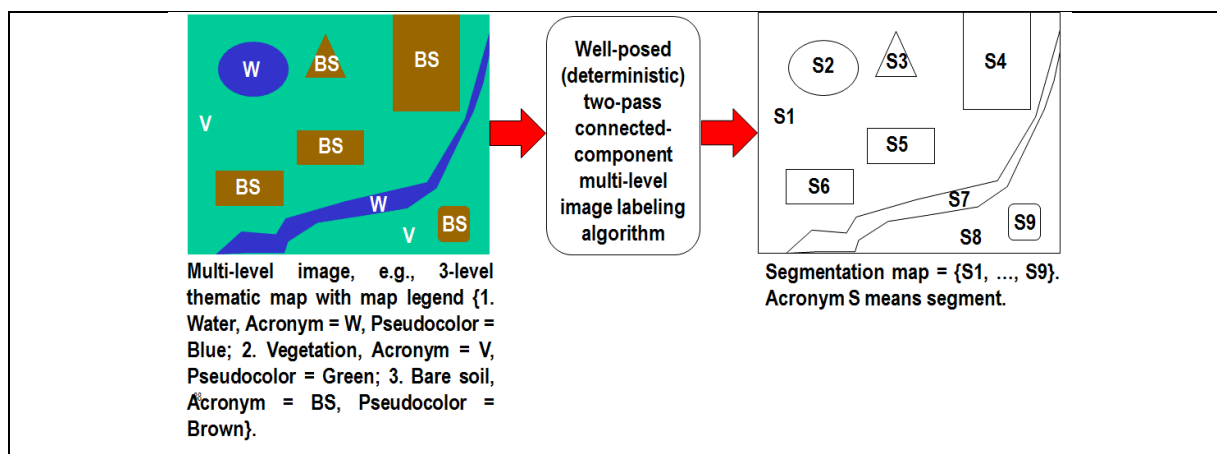 W
BS
BS
V
BS
BS
W
V
BS
Well-posed
(deterministic)
two-pass
connected-
component
multi-level
image labeling
algorithm
S2
S3
S4
S1
S5
S6
S7
S8
S9
Multi-level image, e.g., 3-level
thematic map with map legend {1.
Water, Acronym = W, Pseudocolor =
Blue; 2. Vegetation, Acronym = V,
Pseudocolor = Green; 3. Bare soil,
Acronym = BS, Pseudocolor =
Brown}.
Segmentation map = {S1, …, S9}.
Acronym S means segment.